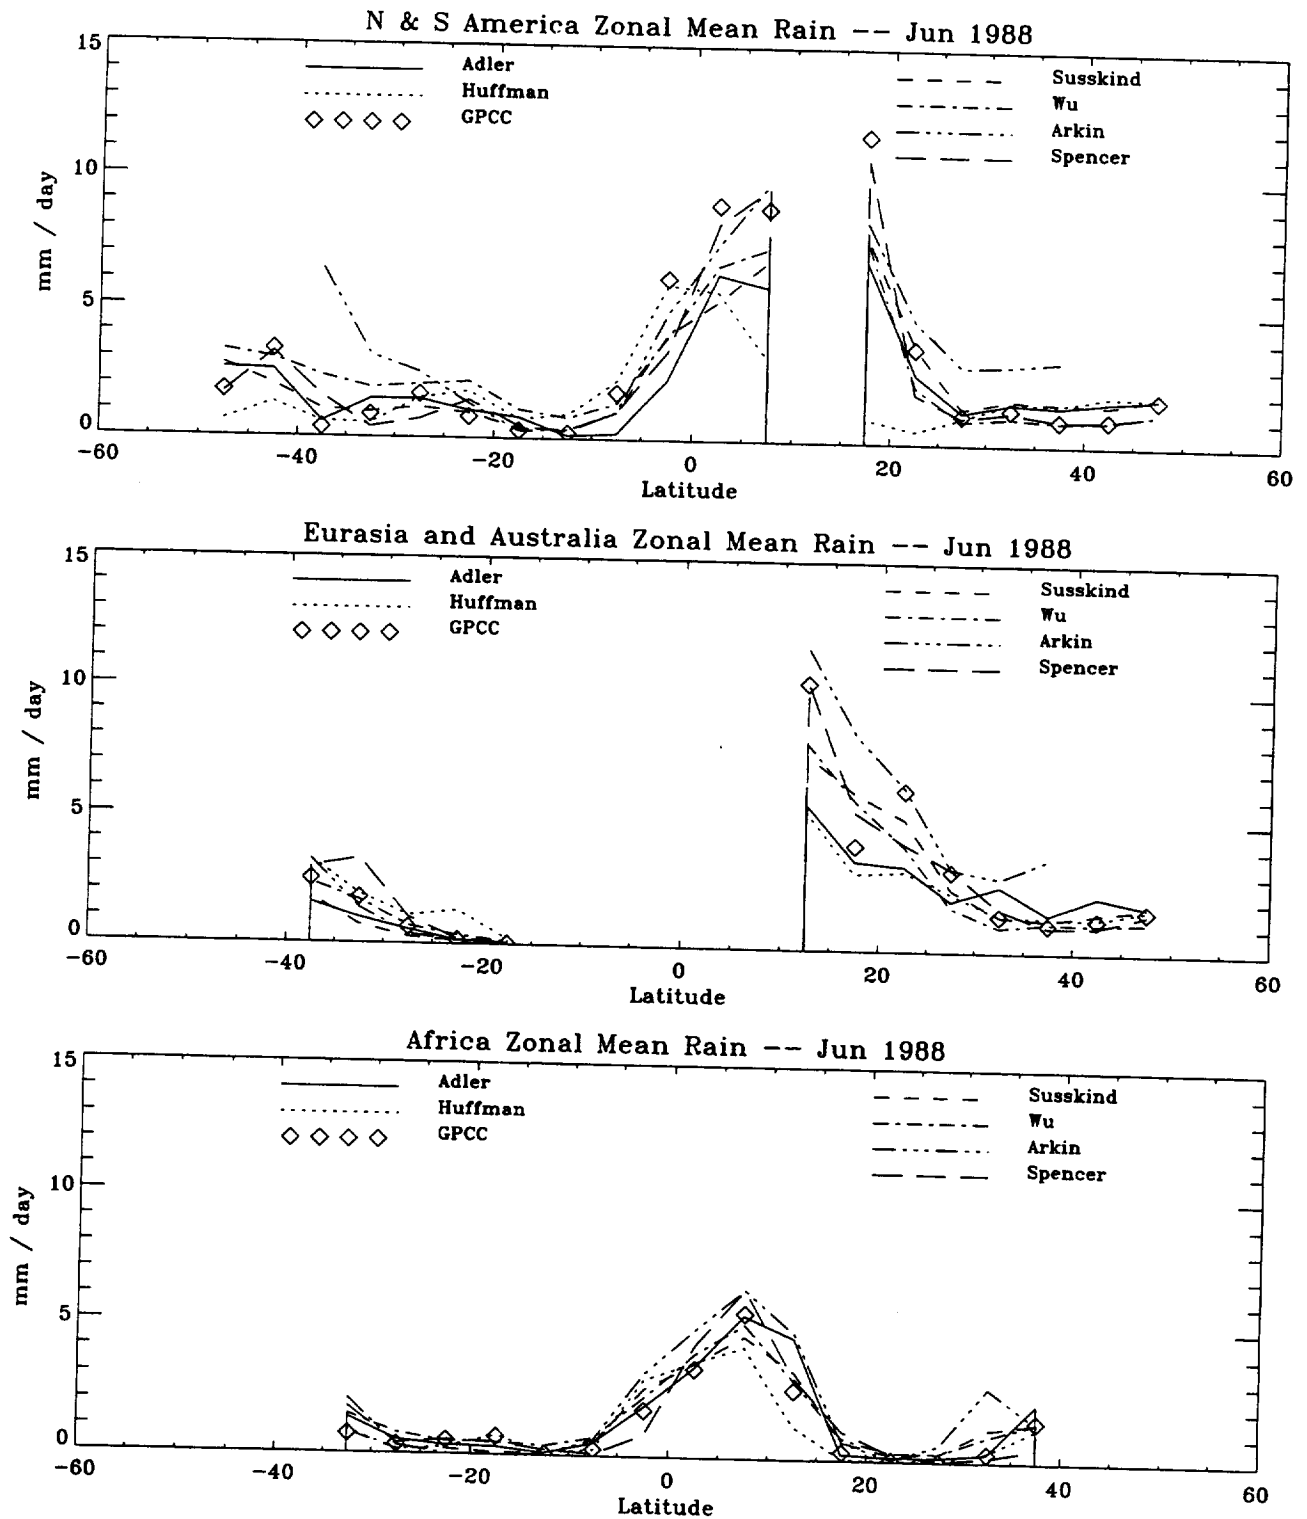 N & S America Zonal Mean Rain -- Jun 1988
15
10
5
0
mm / day
Adler
Huffman
GPCC
Susskind
Wu
Arkin
Spencer
-60
-40
-20
0
20
40
60
Latitude
Eurasia and Australia Zonal Mean Rain -- Jun 1988
15
10
5
0
mm / day
Adler
Huffman
GPCC
Susskind
Wu
Arkin
Spencer
-60
-40
-20
0
20
40
60
Latitude
Africa Zonal Mean Rain -- Jun 1988
15
10
5
0
mm / day
Adler
Huffman
GPCC
Susskind
Wu
Arkin
Spencer
-60
-40
-20
0
20
40
60
Latitude